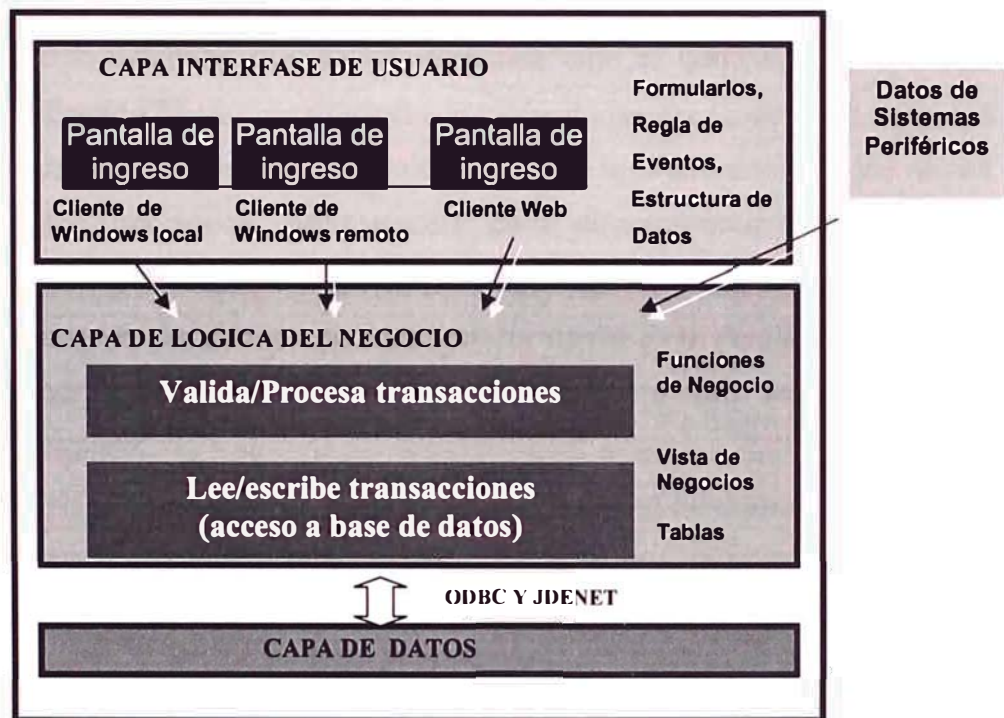 CAPA INTERFASE DE USUARIO
Pantalla de
ingreso
Pantalla de
ingreso
Pantalla de
ingreso
Cliente de
Windows local
Cliente de
Windows remoto
Cliente Web
Formularios,
Regla de
Eventos,
Estructura de
Datos
Datos de
Sistemas
Periféricos
CAPA DE LOGICA DEL NEGOCIO
Valida/Procesa transacciones
Lee/escribe transacciones
(acceso a base de datos)
Funciones
de Negocio
Vista de
Negocios
Tablas
ODBC Y JDENET
CAPA DE DATOS